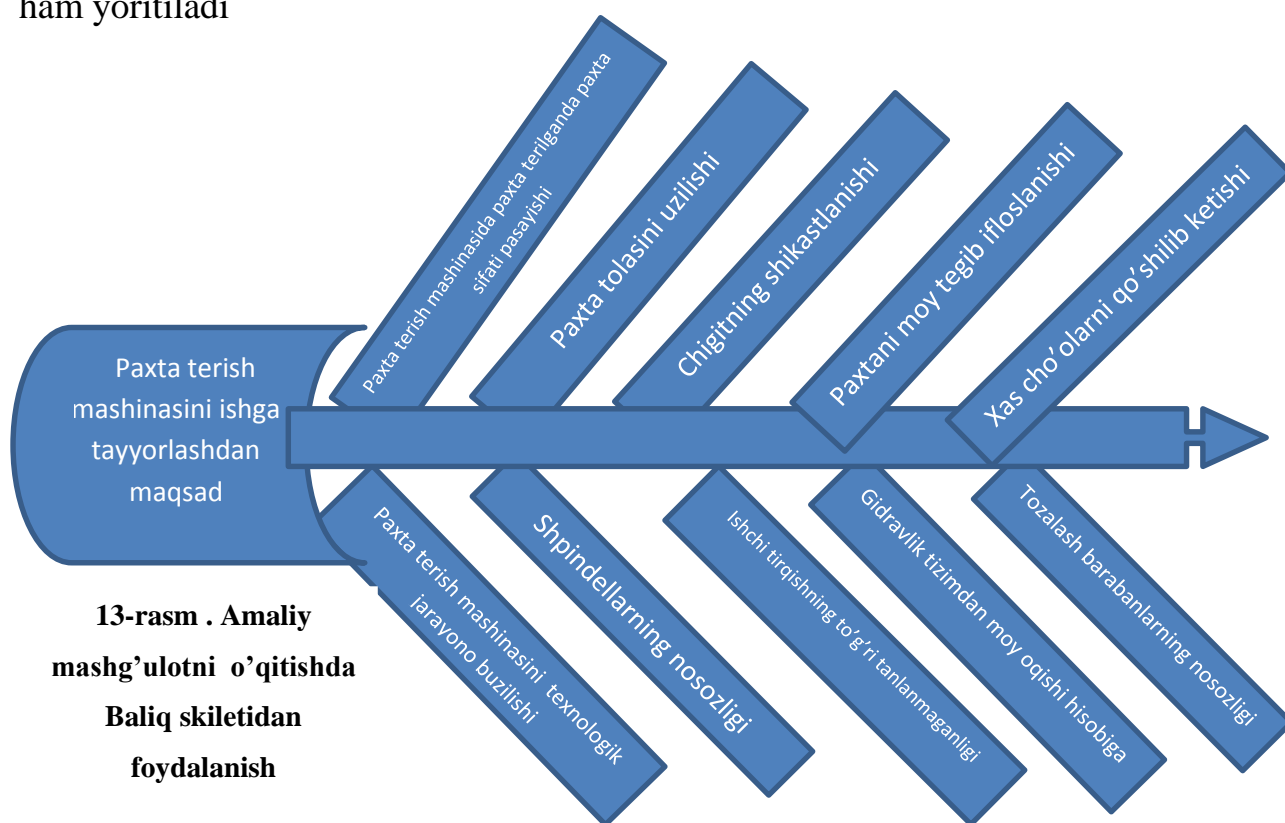 ham yoritiladi
Paxta terish mashinasida paxta terilganda paxta
sifati pasayishi
Paxta tolasini uzilishi
Chigitning shikastlanishi
Paxtani moy tegib ifloslanishi
Xas cho’olarni qo’shilib ketishi
Paxta terish
mashinasini ishga
tayyorlashdan
maqsad
Paxta terish mashinasini texnologik
jarayono buzilishi
Shpindellarning nosozligi
Ishchi tirqishning to’g’ri tanlanmaganligi
Gidravlik tizimdan moy oqishi hisobiga
Tozalash barabanlarning nosozligi
13-rasm . Amaliy
mashg’ulotni o’qitishda
Baliq skiletidan
foydalanish